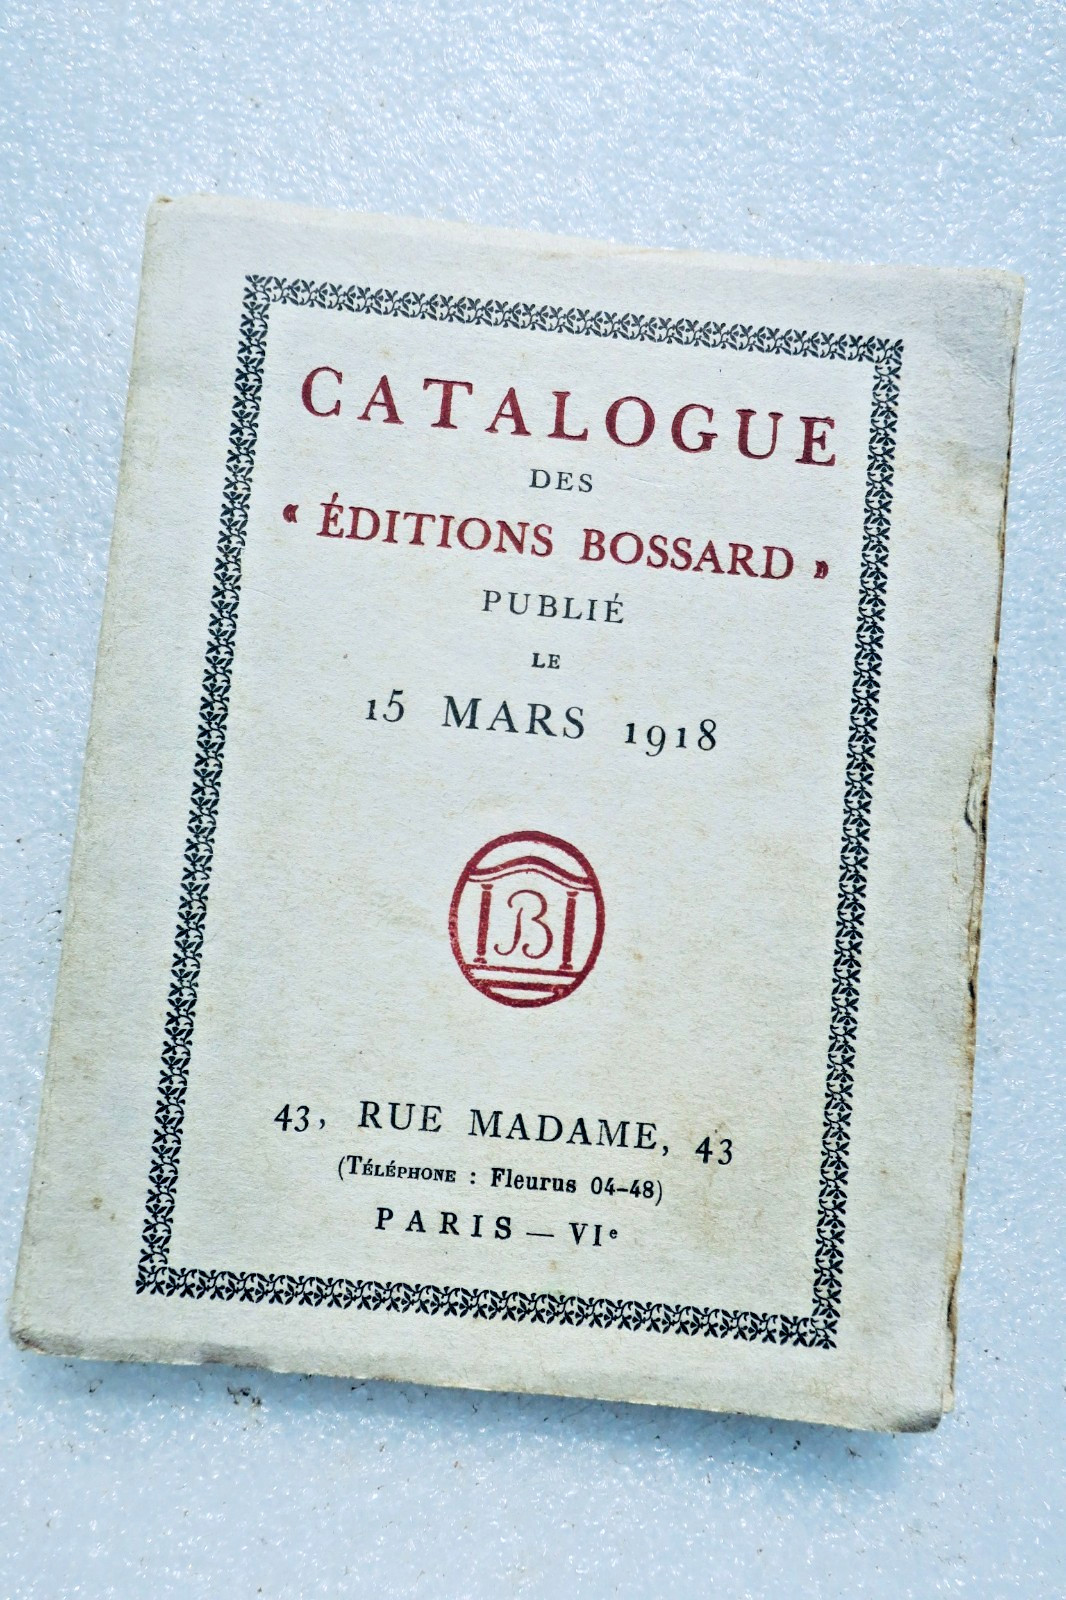 CATALOGUE
DES
« ÉDITIONS BOSSARD »
PUBLIÉ
LE
15 MARS 1918
B
43, RUE MADAME, 43
(TÉLÉPHONE : Fleurus 04-48)
PARIS — VIe